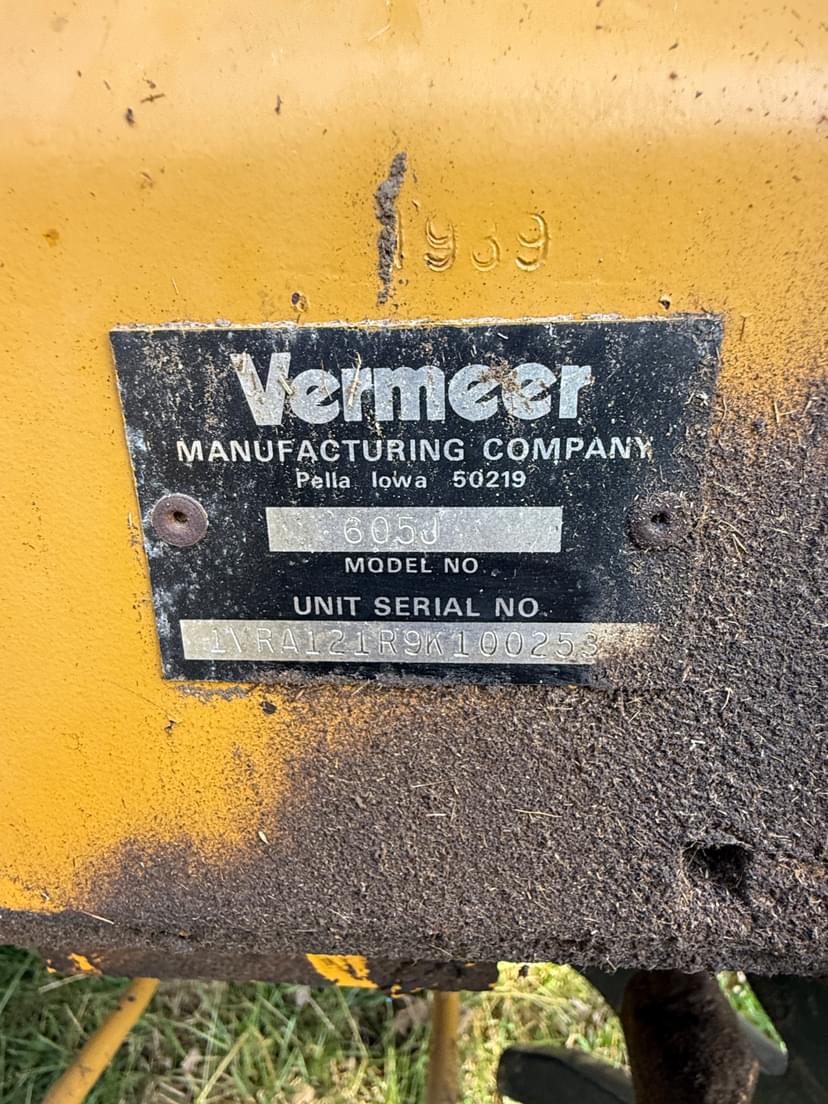 1989
Vermeer
MANUFACTURING COMPANY
Pella Iowa 50219
605J
MODEL NO
UNIT SERIAL NO.
1VRA121R9K100253